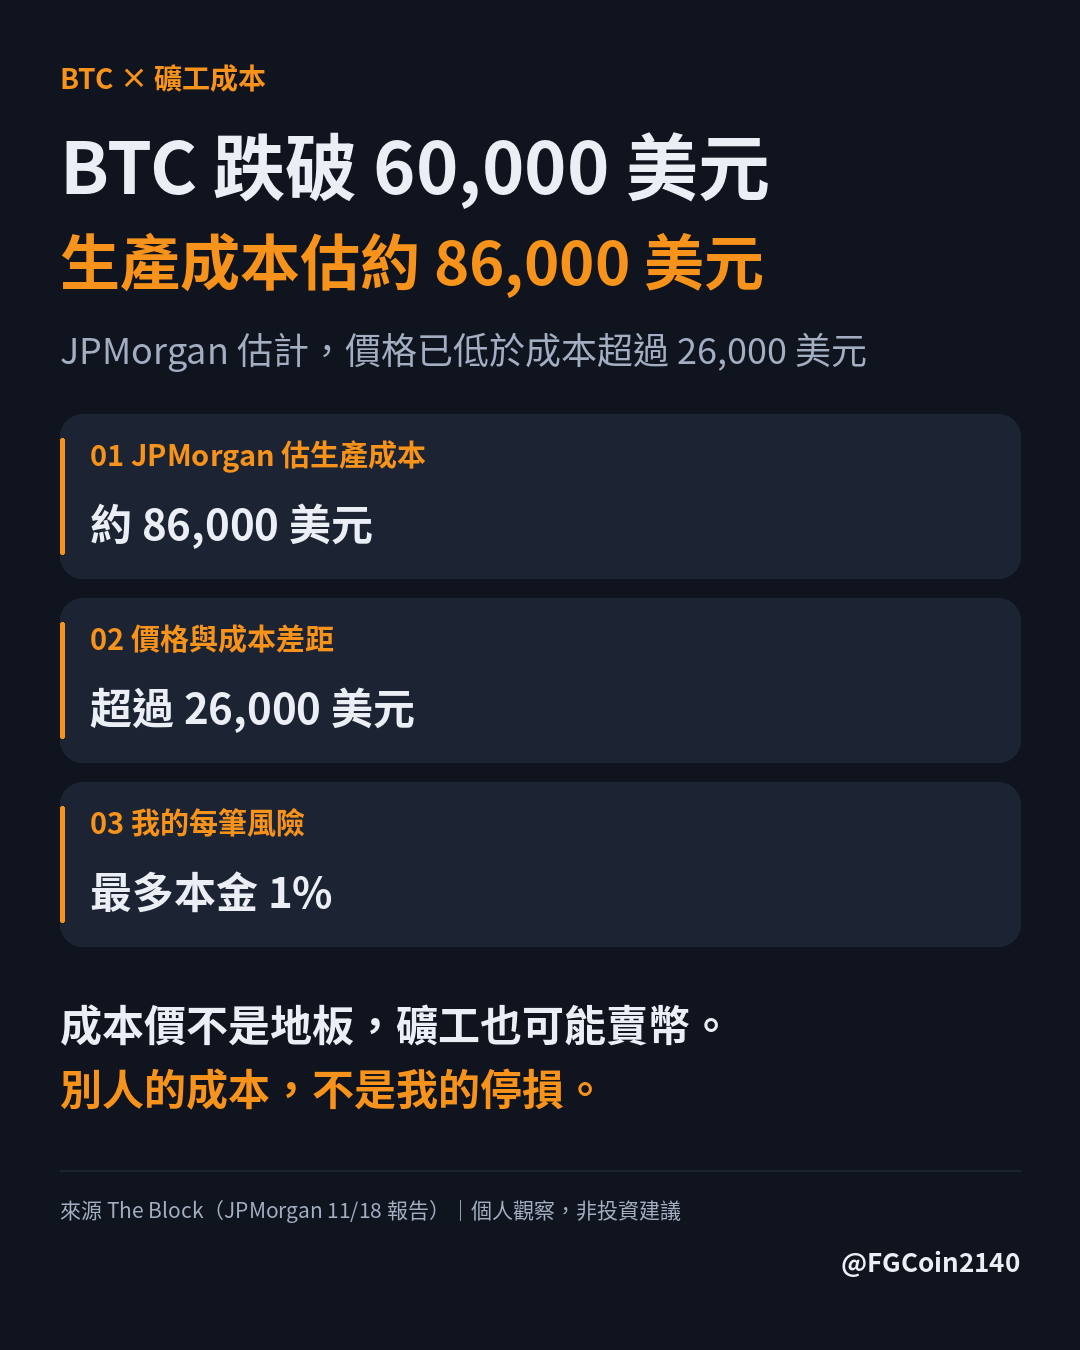 BTC × 礦工成本
BTC 跌破 60,000 美元
生產成本估約 86,000 美元
JPMorgan 估計，價格已低於成本超過 26,000 美元
01 JPMorgan 估生產成本
約 86,000 美元
02 價格與成本差距
超過 26,000 美元
03 我的每筆風險
最多本金 1%
成本價不是地板，礦工也可能賣幣。
別人的成本，不是我的停損。
來源 The Block（JPMorgan 11/18 報告）｜個人觀察，非投資建議
@FGCoin2140